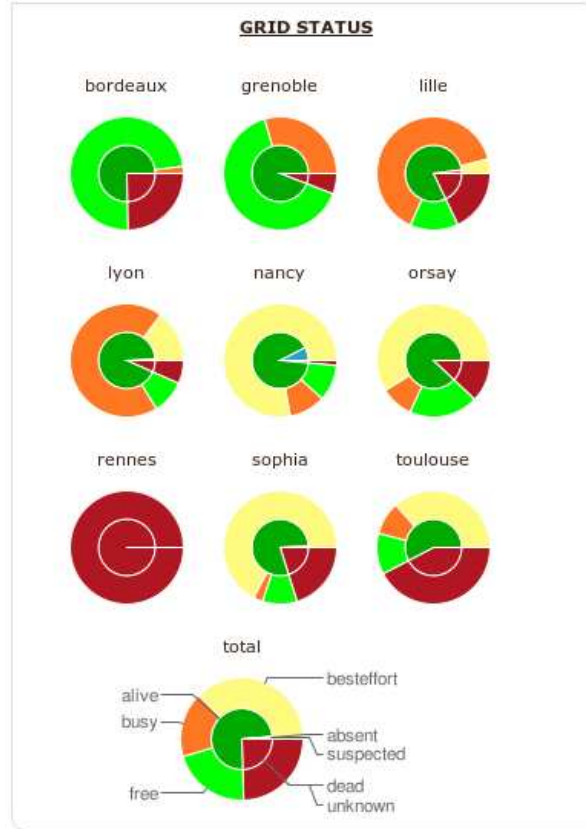 GRID STATUS
bordeaux grenoble lille
lyon nancy orsay
rennes sophia toulouse
total
besteffort
alive
busy
absent
suspected
dead
free
unknown